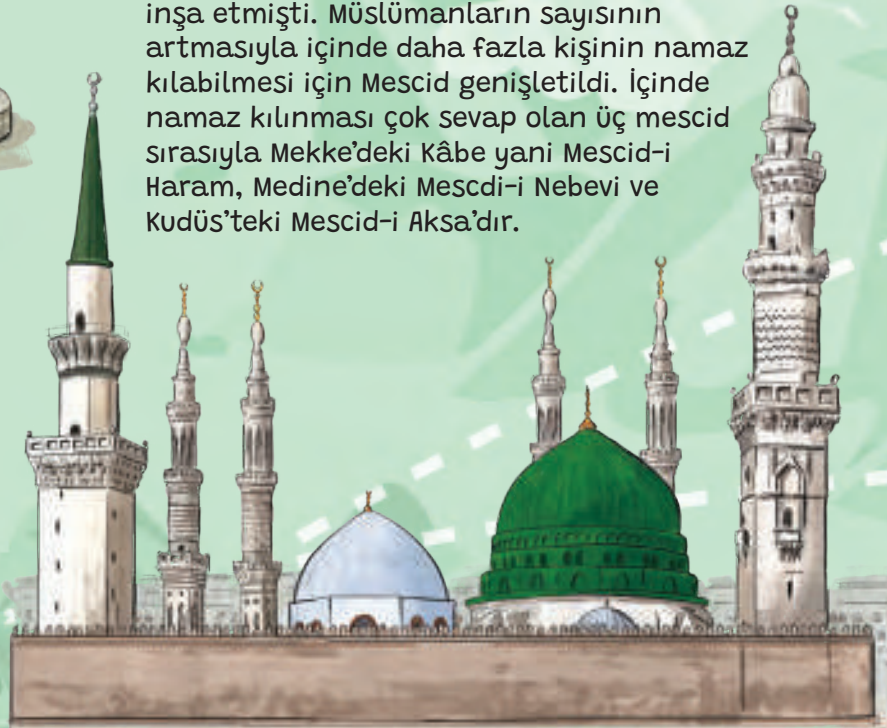 inşa etmişti. Müslümanların sayısının
artmasıyla içinde daha fazla kişinin namaz
kılabilmesi için Mescid genişletildi. İçinde
namaz kılınması çok sevap olan üç mescid
sırasıyla Mekke’deki Kâbe yani Mescid-i
Haram, Medine’deki Mescdi-i Nebevi ve
Kudüs’teki Mescid-i Aksa’dır.